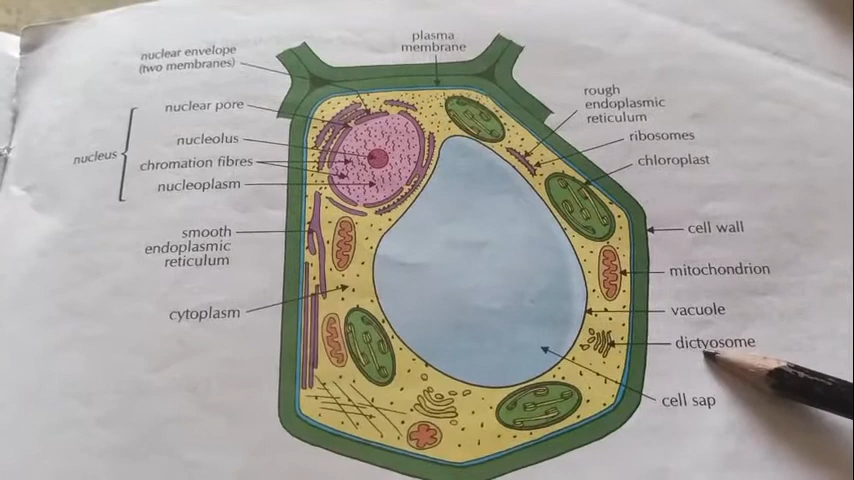 nuclear envelope
(two membranes)
plasma
membrane
nuclear pore
nucleus
nucleolus
chromation fibres
nucleoplasm
smooth
endoplasmic
reticulum
cytoplasm
rough
endoplasmic
reticulum
ribosomes
chloroplast
cell wall
mitochondrion
vacuole
dictyosome
cell sap